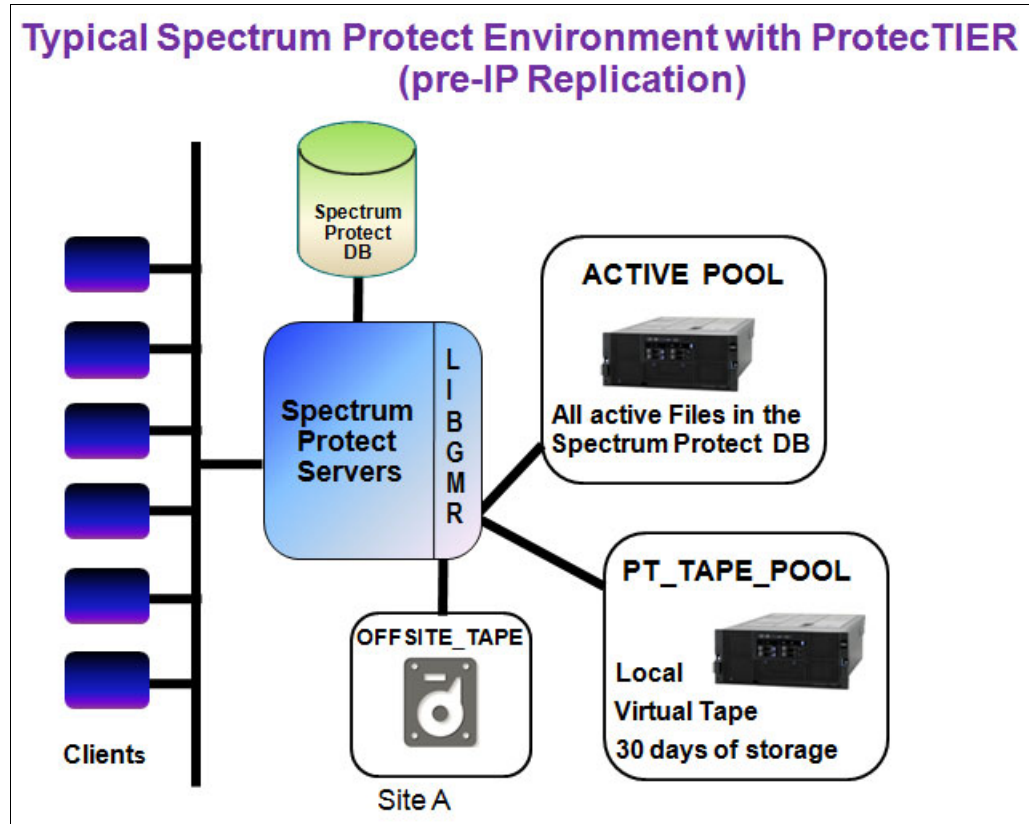 Typical Spectrum Protect Environment with ProtecTIER
(pre-IP Replication)
Spectrum
Protect
DB
ACTIVE POOL
All active Files in the
Spectrum Protect DB
Spectrum
Protect
Servers
L
I
B
G
M
R
PT_TAPE_POOL
Local
Virtual Tape
30 days of storage
OFFSITE_TAPE
Clients
Site A